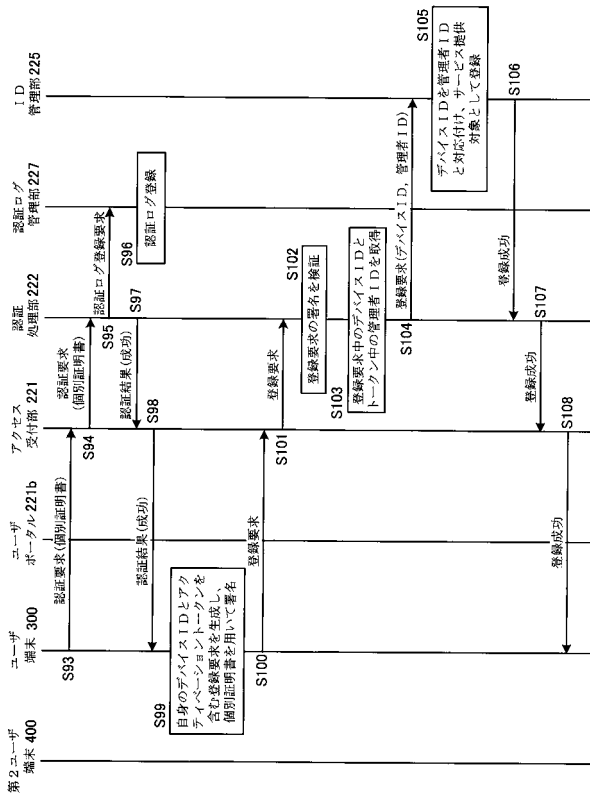 第2ユーザ
端末 400
ユーザ
端末 300
ユーザ
ポータル 221b
アクセス
受付部 221
認証
処理部 222
認証ログ
管理部 227
ID
管理部 225
S93
認証要求(個別証明書)
S94
認証要求
(個別証明書)
S95
認証ログ登録要求
S96
認証ログ登録
S97
認証結果(成功)
S98
認証結果(成功)
S99
自身のデバイスIDとアク
ティベーショントークンを
含む登録要求を生成し、
個別証明書を用いて署名
S100
登録要求
S101
登録要求
S102
登録要求の署名を検証
S103
登録要求中のデバイスIDと
トークン中の管理者IDを取得
S104
登録要求(デバイスID, 管理者ID)
S105
デバイスIDを管理者ID
と対応付け、サービス提供
対象として登録
S106
登録成功
S107
登録成功
S108
登録成功